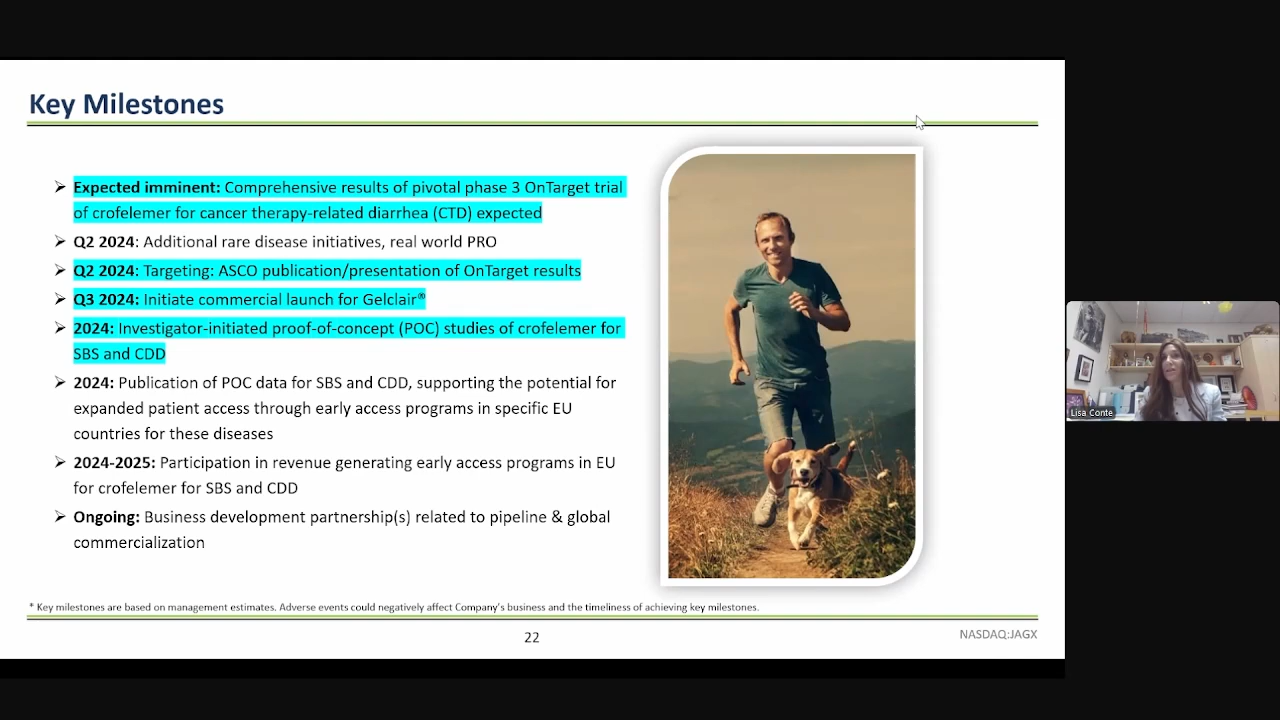 Key Milestones
➢ Expected imminent: Comprehensive results of pivotal phase 3 OnTarget trial
of crofelemer for cancer therapy-related diarrhea (CTD) expected
➢ Q2 2024: Additional rare disease initiatives, real world PRO
➢ Q2 2024: Targeting: ASCO publication/presentation of OnTarget results
➢ Q3 2024: Initiate commercial launch for Gelclair®
➢ 2024: Investigator-initiated proof-of-concept (POC) studies of crofelemer for
SBS and CDD
➢ 2024: Publication of POC data for SBS and CDD, supporting the potential for
expanded patient access through early access programs in specific EU
countries for these diseases
➢ 2024-2025: Participation in revenue generating early access programs in EU
for crofelemer for SBS and CDD
➢ Ongoing: Business development partnership(s) related to pipeline & global
commercialization
* Key milestones are based on management estimates. Adverse events could negatively affect Company's business and the timeliness of achieving key milestones.
22
NASDAQ:JAGX
Lisa Conte